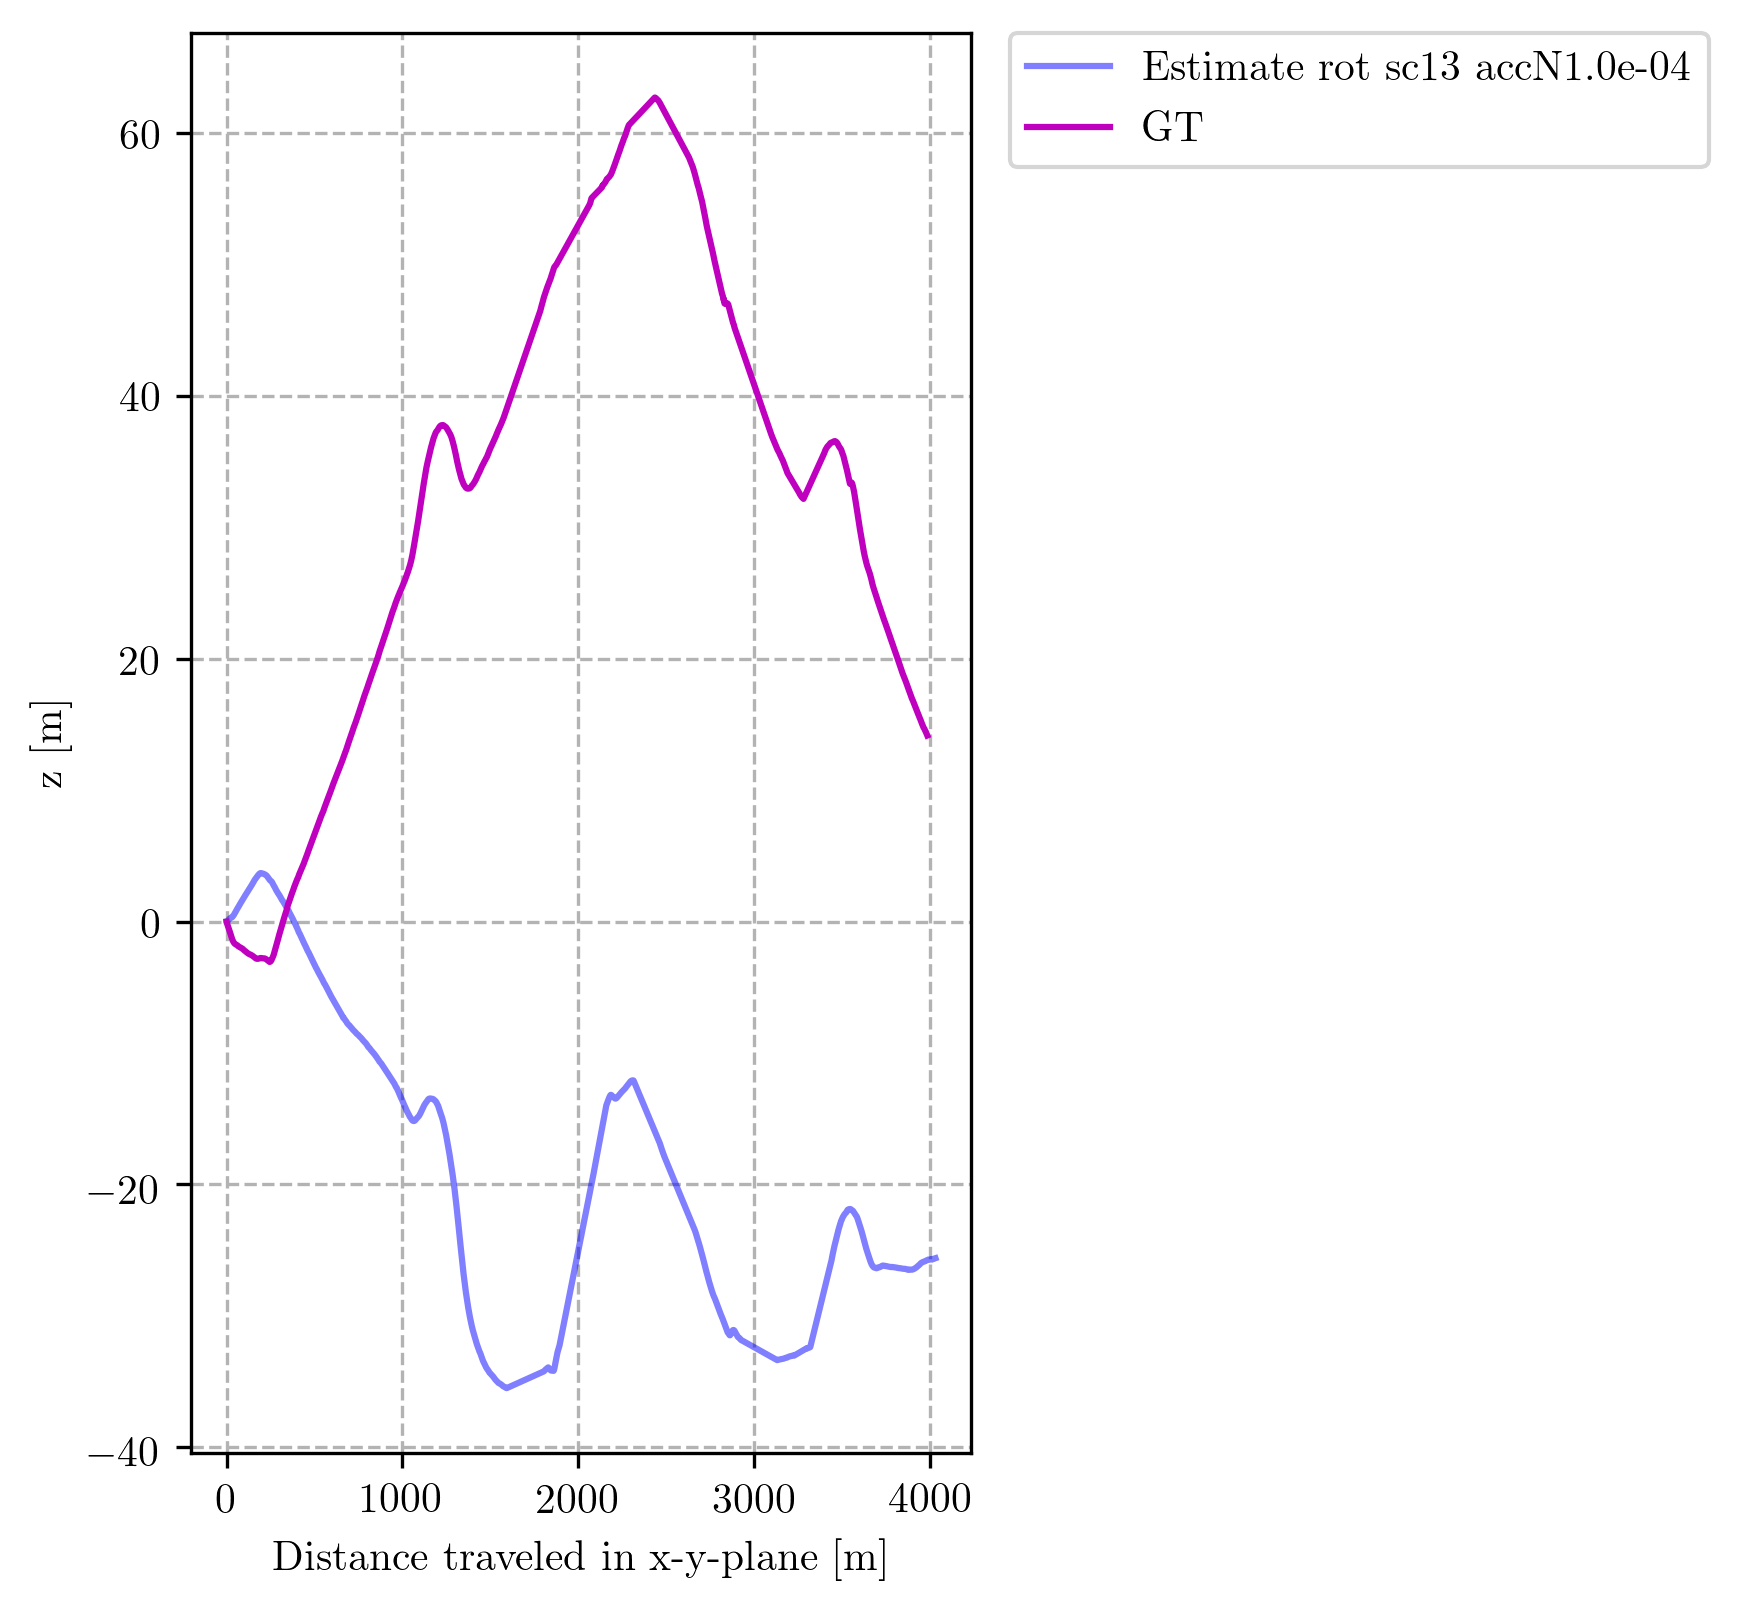 Estimate rot sc13 accN1.0e-04
GT
60
40
20
0
−20
−40
z [m]
0 1000 2000 3000 4000
Distance traveled in x-y-plane [m]